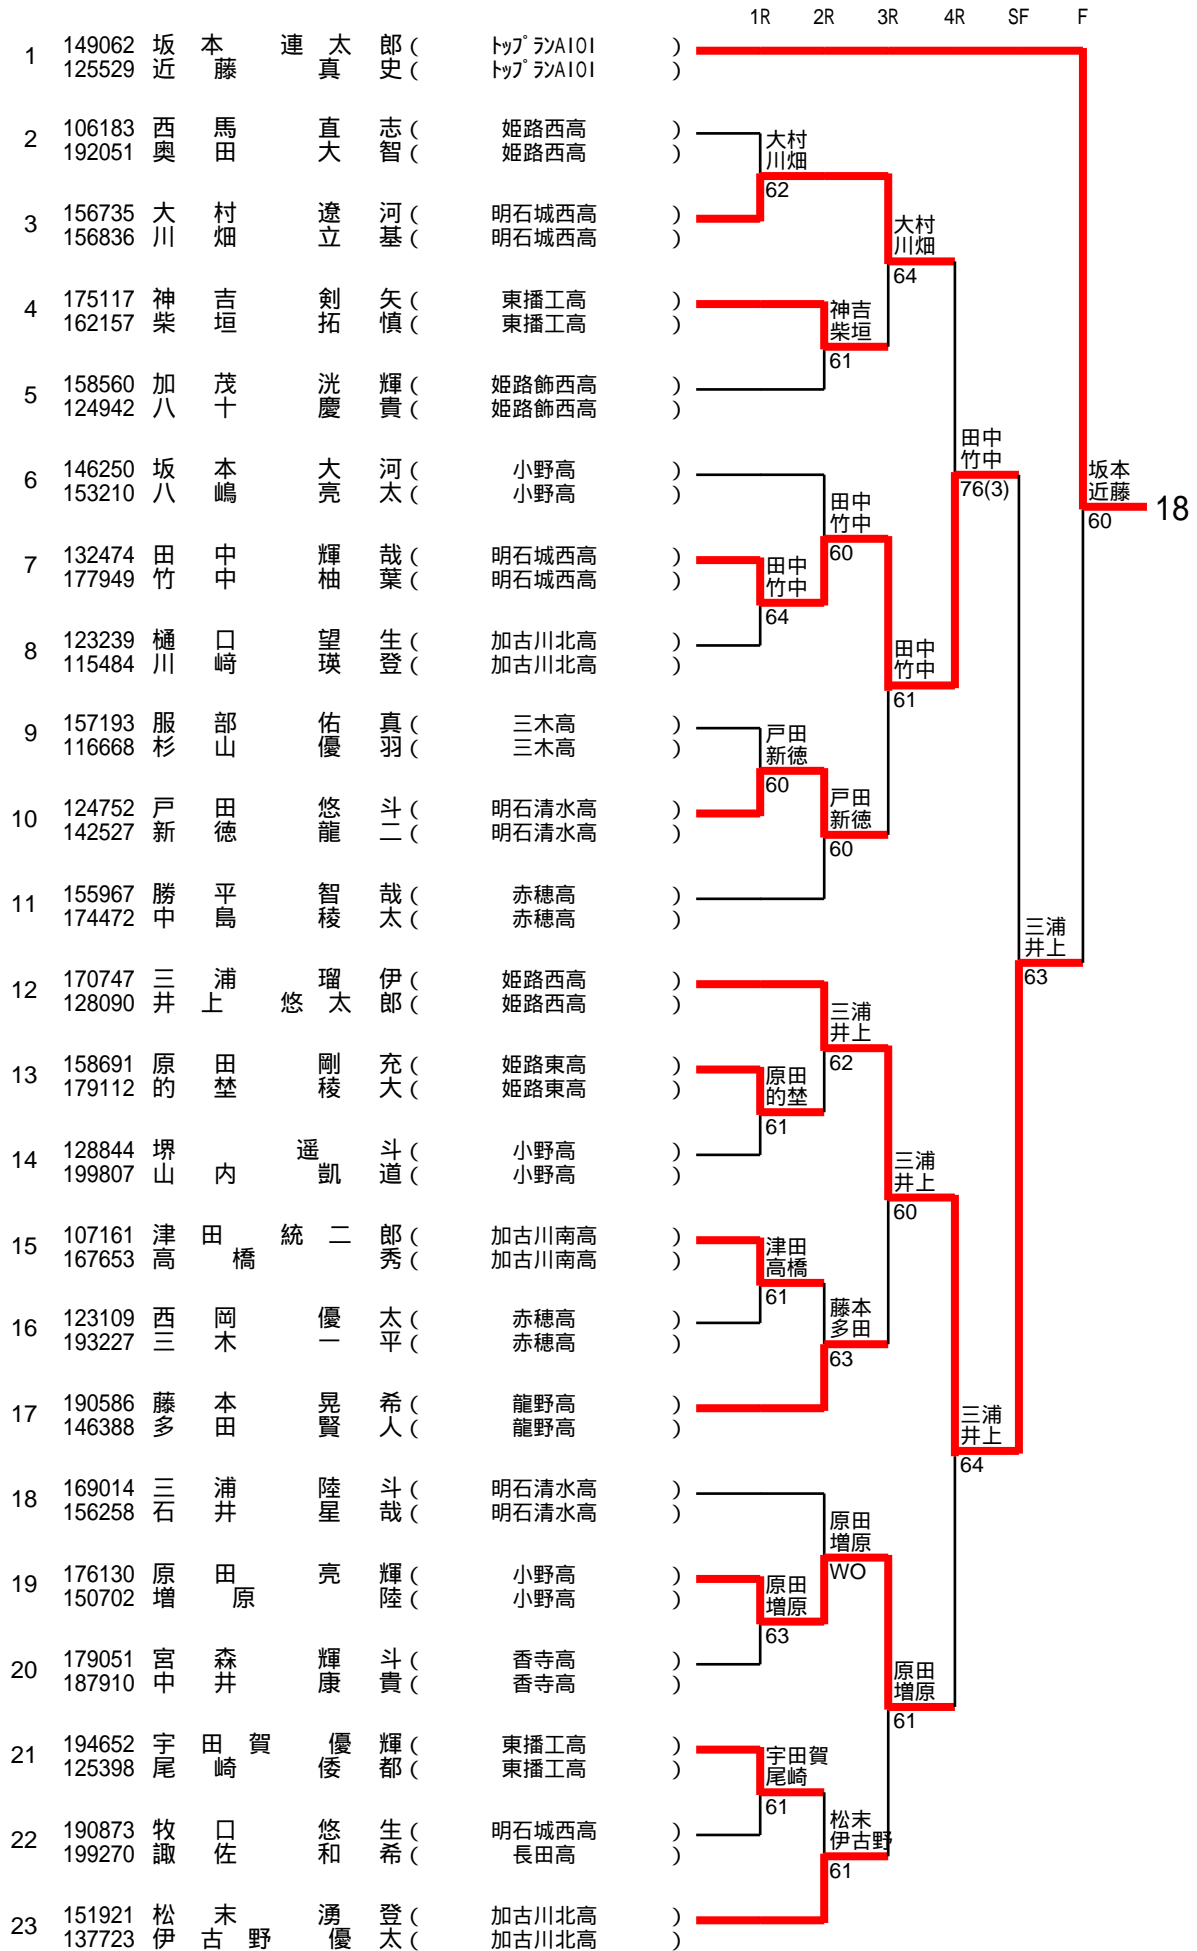 1R 2R 3R 4R SF F
1 149062 坂本 連太郎 ( トップランAIOI )
125529 近藤 真史 ( トップランAIOI )
2 106183 西馬 直志 ( 姫路西高 )
192051 奥田 大智 ( 姫路西高 )
3 156735 大村 遼河 ( 明石城西高 )
156836 川畑 立基 ( 明石城西高 )
4 175117 神吉 剣矢 ( 東播工高 )
162157 柴垣 拓慎 ( 東播工高 )
5 158560 加茂 洸輝 ( 姫路飾西高 )
124942 八十 慶貴 ( 姫路飾西高 )
6 146250 坂本 大河 ( 小野高 )
153210 八嶋 亮太 ( 小野高 )
7 132474 田中 輝哉 ( 明石城西高 )
177949 竹中 柚葉 ( 明石城西高 )
8 123239 樋口 望生 ( 加古川北高 )
115484 川﨑 瑛登 ( 加古川北高 )
9 157193 服部 佑真 ( 三木高 )
116668 杉山 優羽 ( 三木高 )
10 124752 戸田 悠斗 ( 明石清水高 )
142527 新徳 龍二 ( 明石清水高 )
11 155967 勝平 智哉 ( 赤穂高 )
174472 中島 稜太 ( 赤穂高 )
12 170747 三浦 瑠伊 ( 姫路西高 )
128090 井上 悠太郎 ( 姫路西高 )
13 158691 原田 剛充 ( 姫路東高 )
179112 的埜 稜大 ( 姫路東高 )
14 128844 堺 遥斗 ( 小野高 )
199807 山内 凱道 ( 小野高 )
15 107161 津田 統二郎 ( 加古川南高 )
167653 高橋 秀 ( 加古川南高 )
16 123109 西岡 優太 ( 赤穂高 )
193227 三木 一平 ( 赤穂高 )
17 190586 藤本 晃希 ( 龍野高 )
146388 多田 賢人 ( 龍野高 )
18 169014 三浦 陸斗 ( 明石清水高 )
156258 石井 星哉 ( 明石清水高 )
19 176130 原田 亮輝 ( 小野高 )
150702 増原 陸 ( 小野高 )
20 179051 宮森 輝斗 ( 香寺高 )
187910 中井 康貴 ( 香寺高 )
21 194652 宇田賀 優輝 ( 東播工高 )
125398 尾崎 倭都 ( 東播工高 )
22 190873 牧口 悠生 ( 明石城西高 )
199270 諏佐 和希 ( 長田高 )
23 151921 松末 湧登 ( 加古川北高 )
137723 伊古野 優太 ( 加古川北高 )
大村
川畑
62
田中
竹中
64
戸田
新徳
60
原田
的埜
61
津田
高橋
61
原田
増原
63
宇田賀
尾崎
61
神吉
柴垣
61
田中
竹中
60
戸田
新徳
60
三浦
井上
62
藤本
多田
63
原田
増原
WO
松末
伊古野
61
大村
川畑
64
田中
竹中
61
三浦
井上
60
原田
増原
61
田中
竹中
76(3)
三浦
井上
64
三浦
井上
63
坂本
近藤
60
18